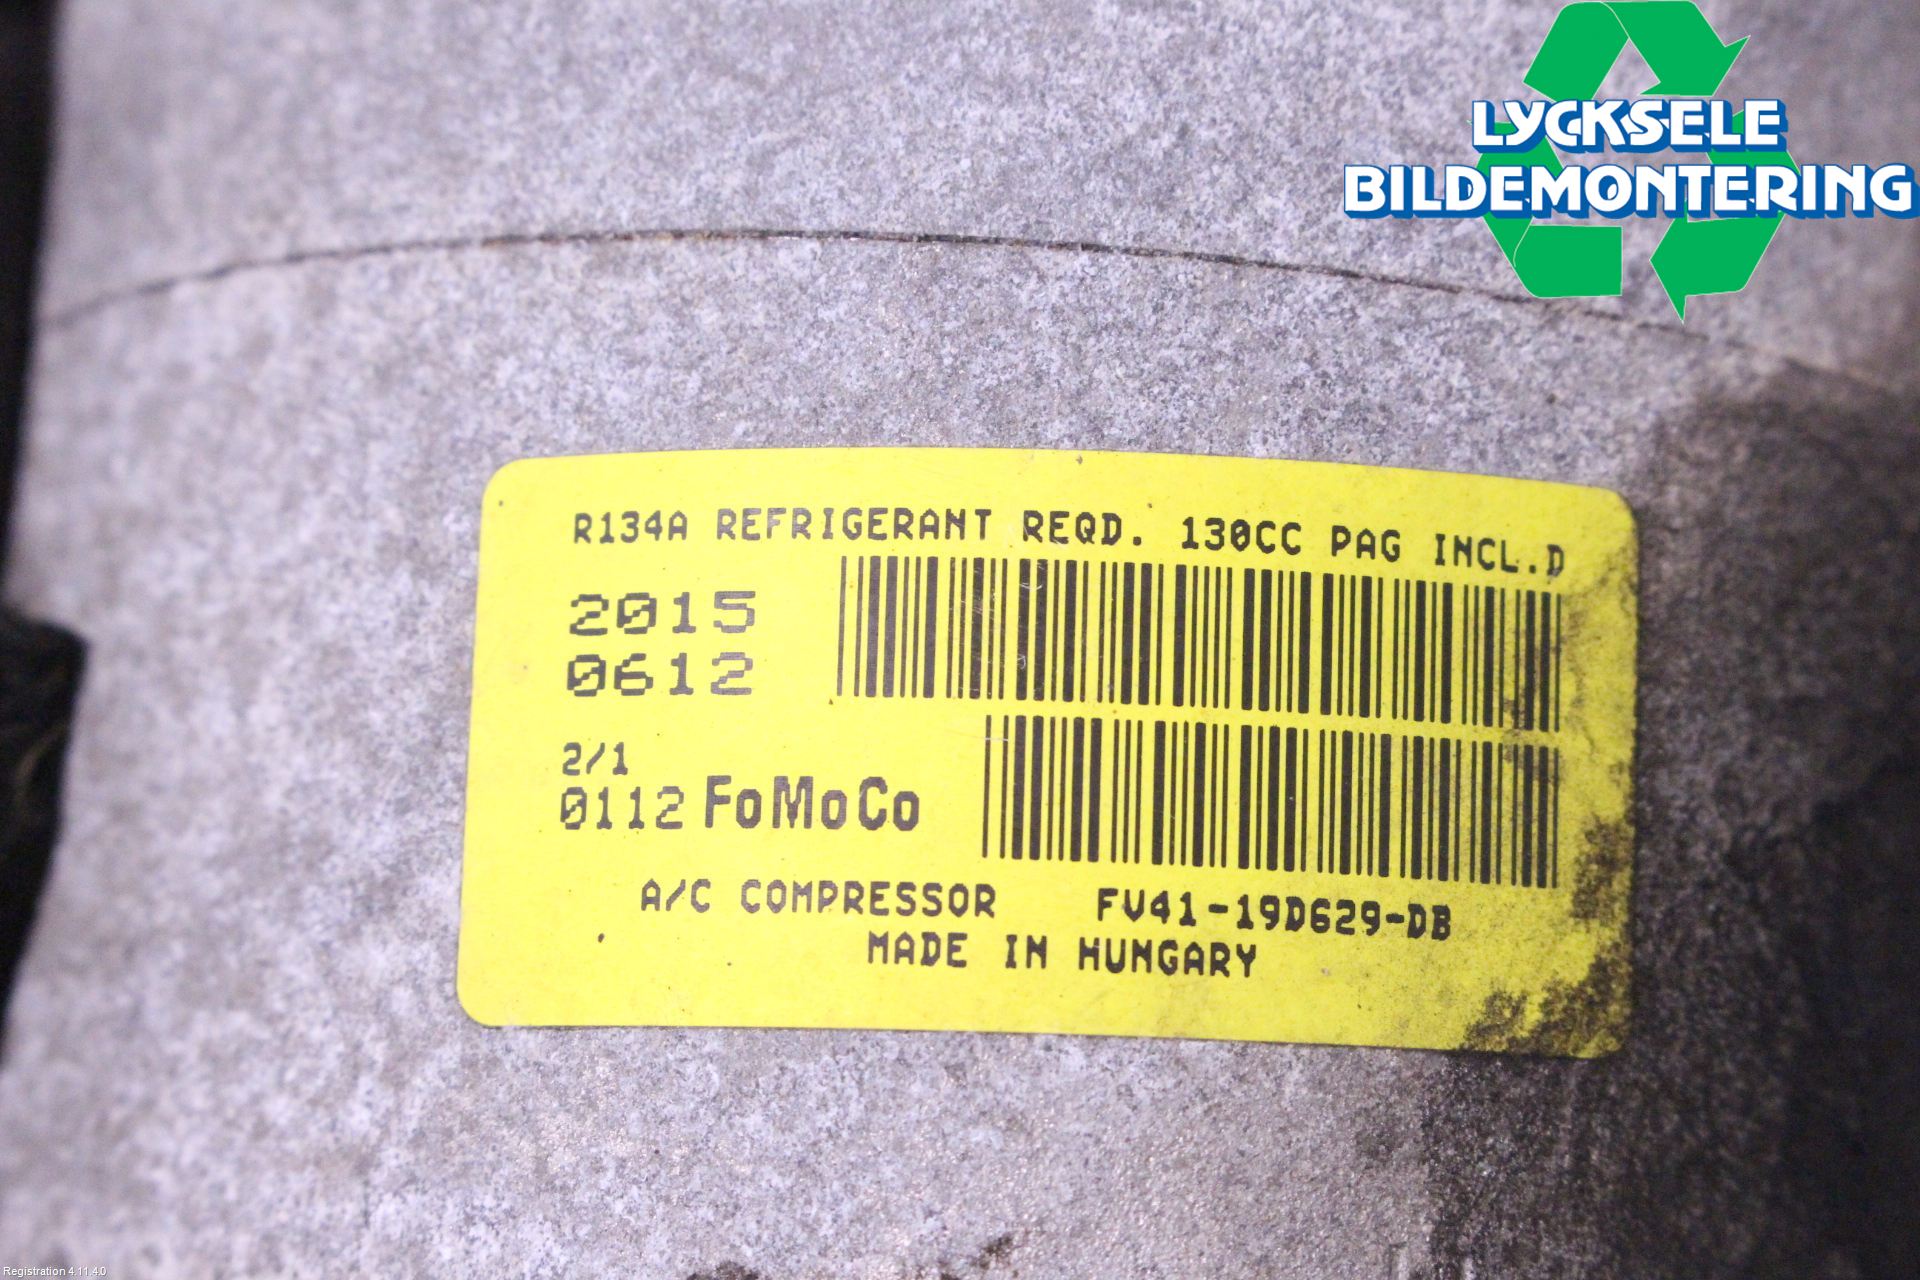 LYCKSELE
BILDEMONTERING
R134A REFRIGERANT REQD. 130CC PAG INCL.D
2015
0612
2/1
0112 FoMoCo
A/C COMPRESSOR FV41-19D629-DB
MADE IN HUNGARY
Registration 4.11.4.0